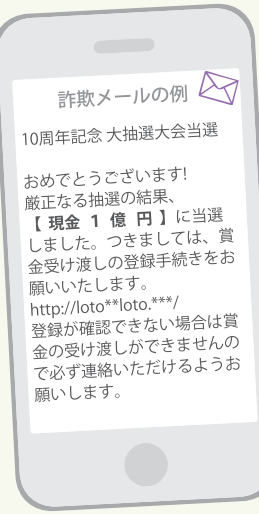 詐欺メールの例
10周年記念 大抽選大会当選
おめでとうございます!
厳正なる抽選の結果、
【 現金 1 億 円 】に当選
しました。つきましては、賞
金受け渡しの登録手続きをお
願いいたします。
http://loto**loto.***/
登録が確認できない場合は賞
金の受け渡しができませんの
で必ず連絡いただけるようお
願いします。